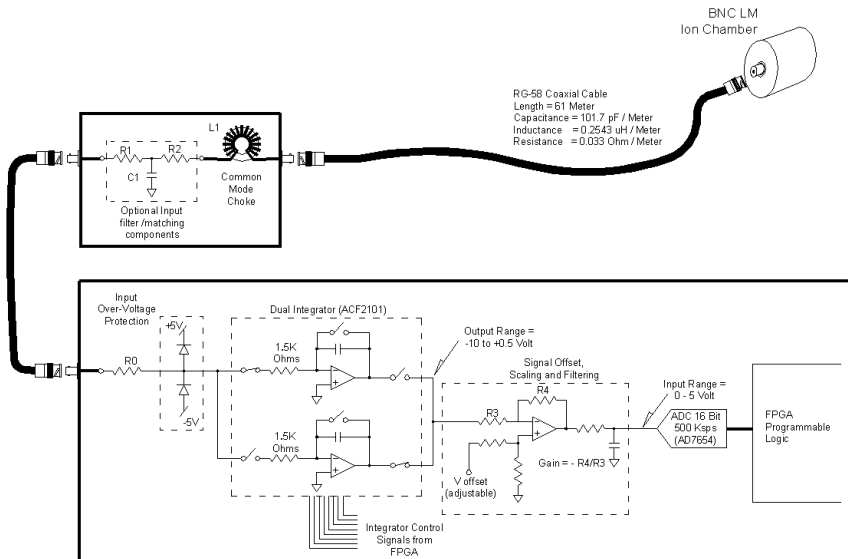 BNC LM
Ion Chamber
RG-58 Coaxial Cable
Length = 61 Meter
Capacitance = 101.7 pF / Meter
Inductance = 0.2543 uH / Meter
Resistance = 0.033 Ohm / Meter
L1
R1
R2
C1
Common
Mode
Choke
Optional Input
filter /matching
components
Input
Over-Voltage
Protection
+5V
-5V
R0
Dual Integrator (ACF2101)
1.5K
Ohms
1.5K
Ohms
Integrator Control
Signals from
FPGA
Output Range =
-10 to +0.5 Volt
Signal Offset,
Scaling and Filtering
R4
R3
V offset
(adjustable)
Gain = - R4/R3
Input Range =
0 - 5 Volt
ADC 16 Bit
500 Ksps
(AD7654)
FPGA
Programmable
Logic